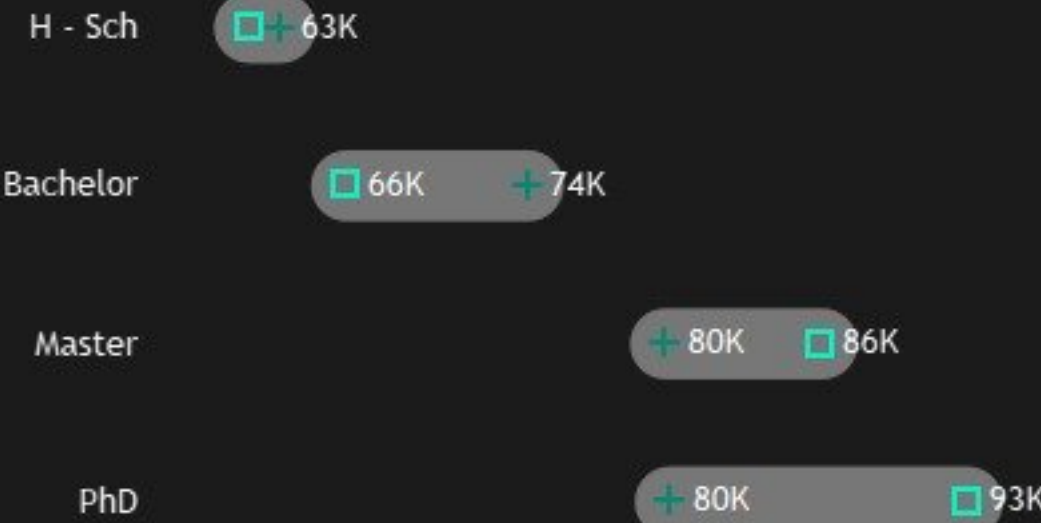 H - Sch 63K
Bachelor 66K 74K
Master 80K 86K
PhD 80K 93K